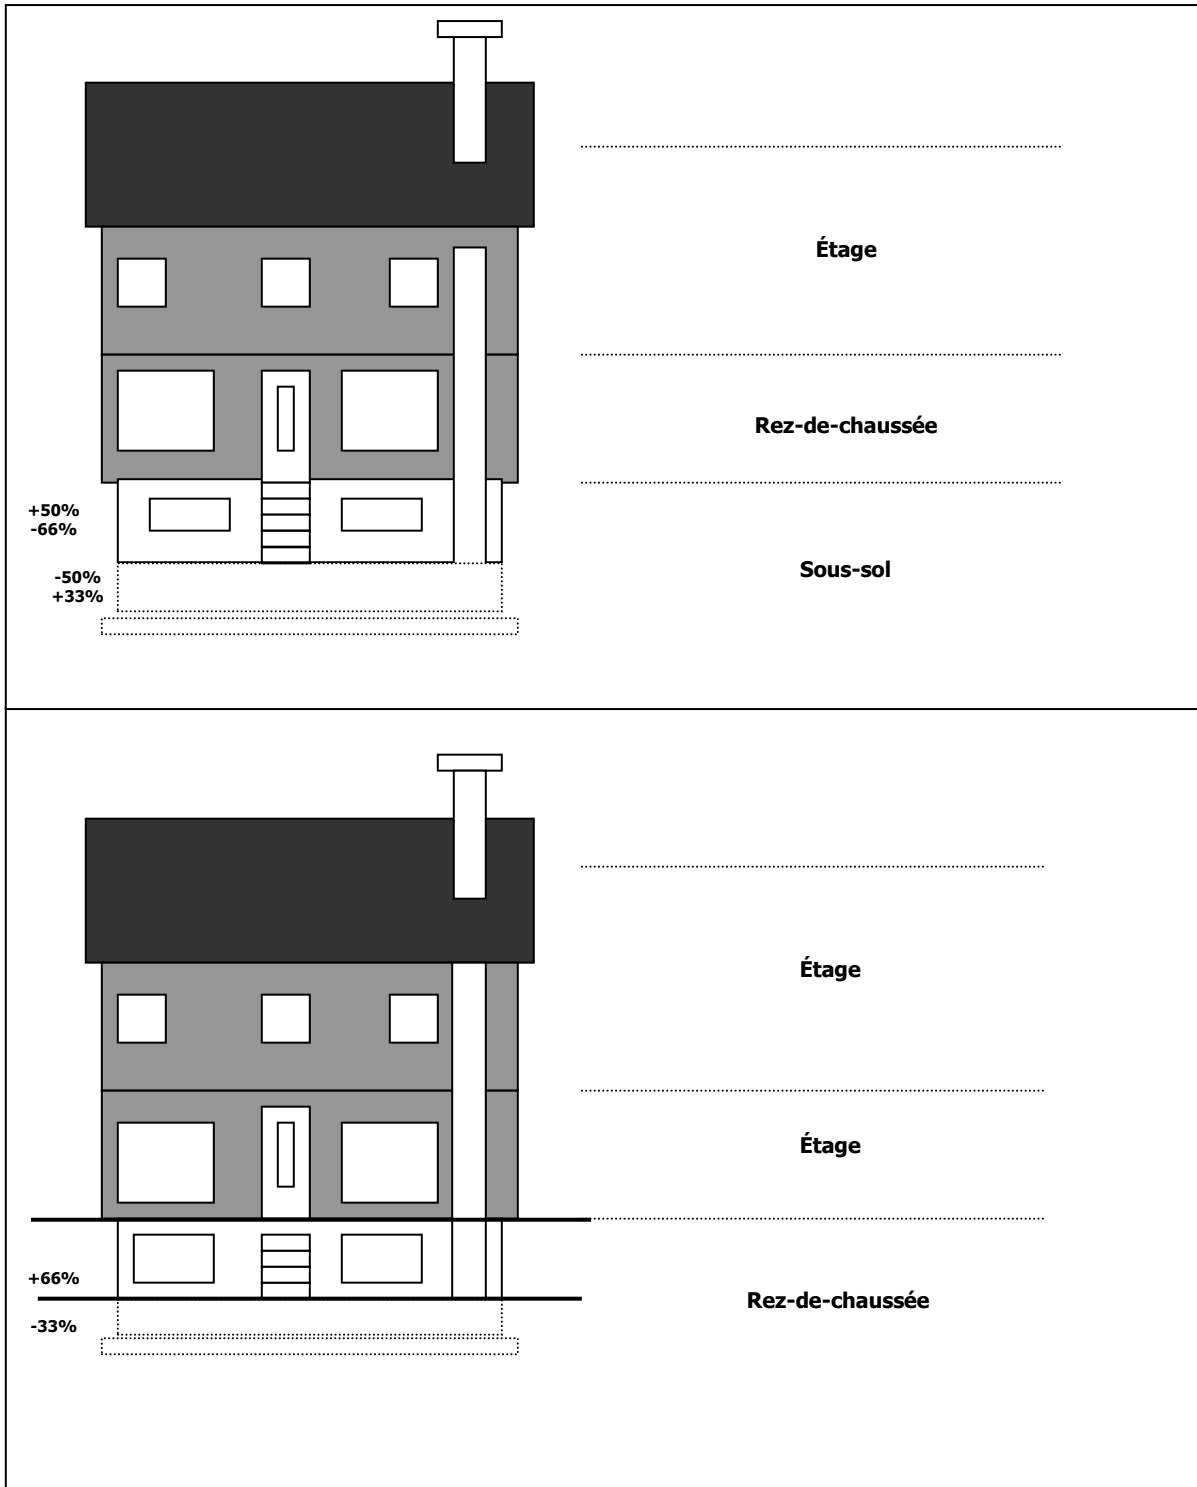 Étage
Rez-de-chaussée
+50%
-66%
Sous-sol
-50%
+33%
Étage
Étage
+66%
Rez-de-chaussée
-33%